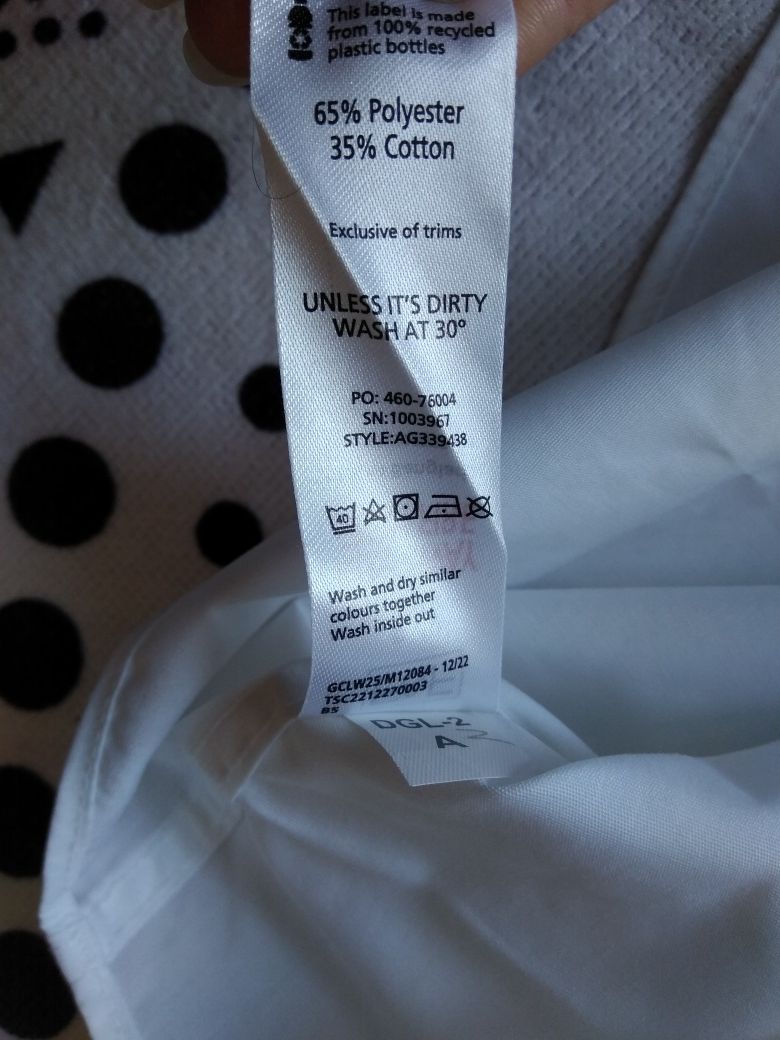 This label is made
from 100% recycled
plastic bottles
65% Polyester
35% Cotton
Exclusive of trims
UNLESS IT'S DIRTY
WASH AT 30°
PO: 460-76004
SN:1003967
STYLE:AG339438
40
Wash and dry similar
colours together
Wash inside out
GCLW25/M12084 - 12/22
TSC2212270003
BS
DGL-2
A